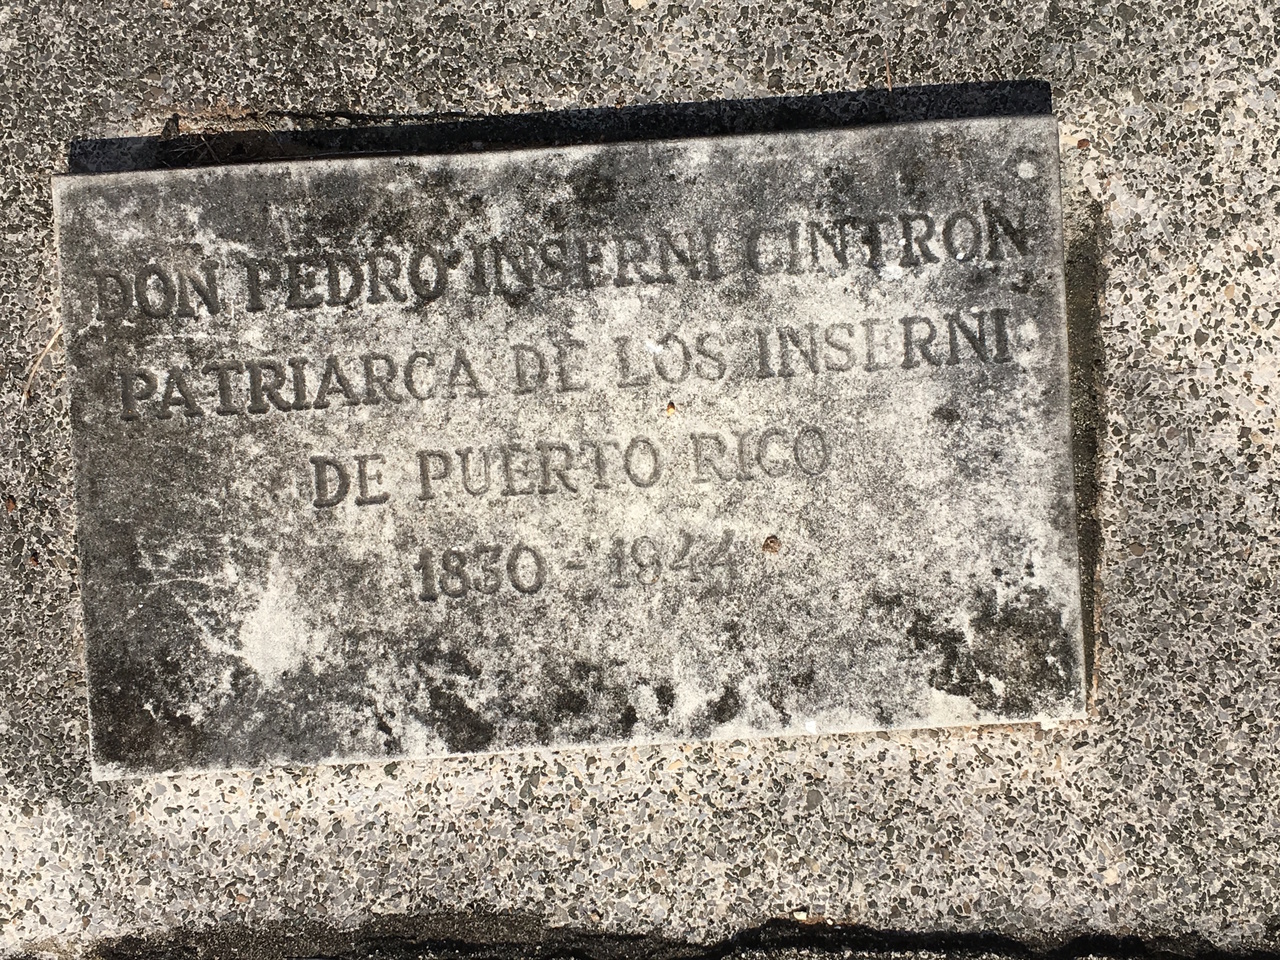 DON PEDRO INSERNI CINTRON
PATRIARCA DE LOS INSERNI
DE PUERTO RICO
1830 - 1944